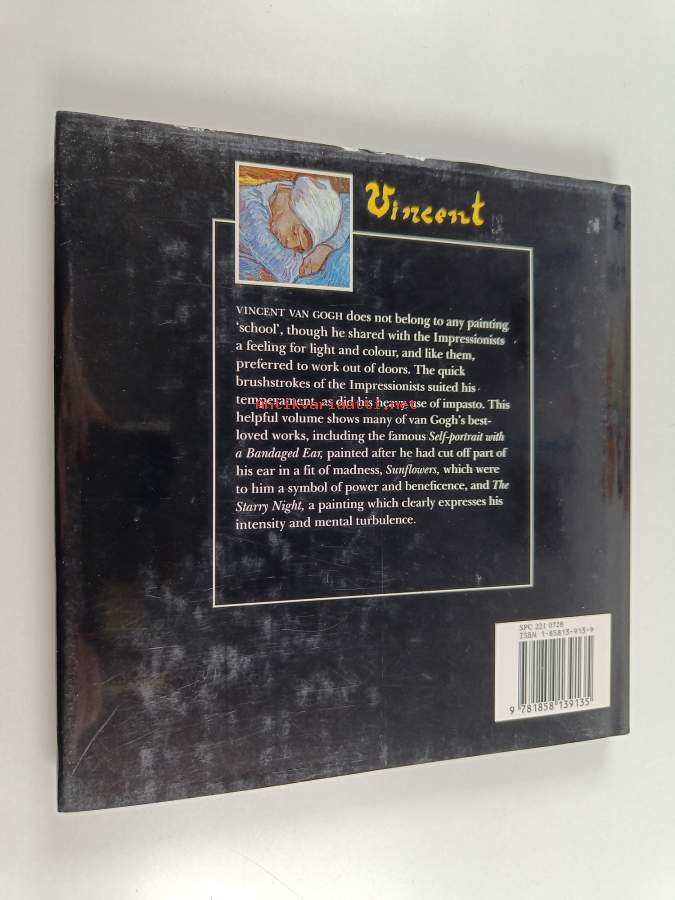 Vincent
VINCENT VAN GOGH does not belong to any painting
'school', though he shared with the Impressionists
a feeling for light and colour, and like them,
preferred to work out of doors. The quick
brushstrokes of the Impressionists suited his
temperament, as did his heavy use of impasto. This
antikvariaatti.net
helpful volume shows many of van Gogh's best-
loved works, including the famous Self-portrait with
a Bandaged Ear, painted after he had cut off part of
his ear in a fit of madness, Sunflowers, which were
to him a symbol of power and beneficence, and The
Starry Night, a painting which clearly expresses his
intensity and mental turbulence.
SPC 221 0728
ISBN 1-85813-913-9
9 781858 139135